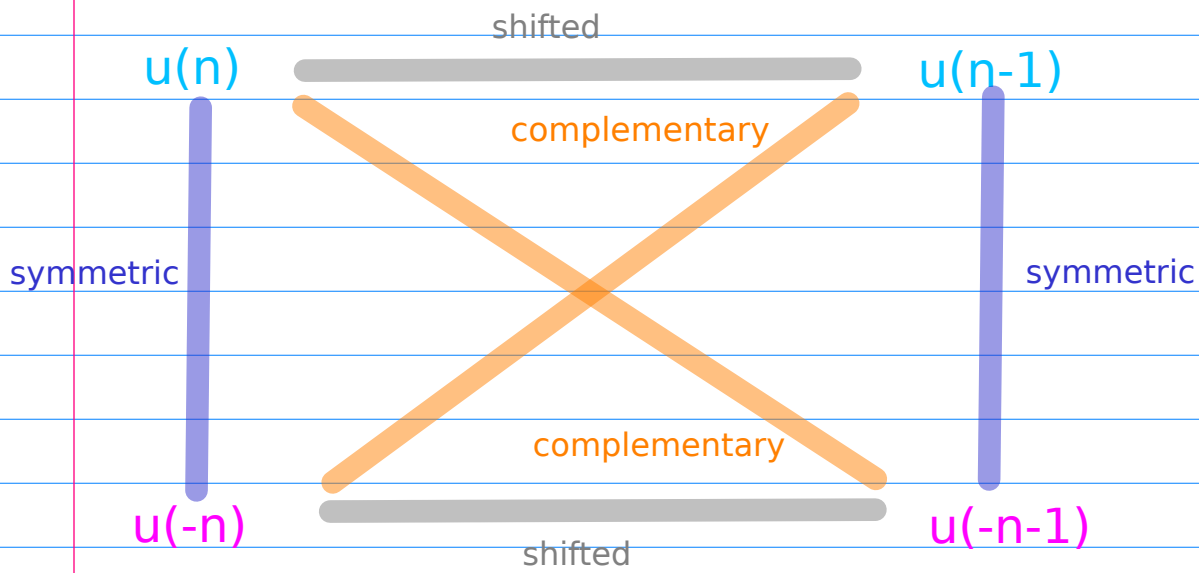 shifted
u(n)
u(n-1)
complementary
symmetric
symmetric
complementary
u(-n)
u(-n-1)
shifted